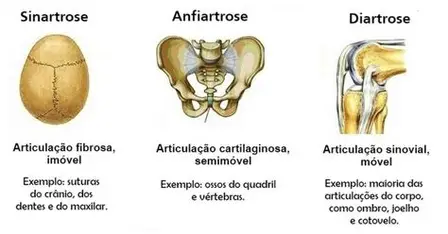 Sinartrose
Articulação fibrosa,
imóvel
Exemplo: suturas
do crânio, dos
dentes e do maxilar.
Anfiartrose
Articulação cartilaginosa,
semimóvel
Exemplo: ossos do quadril
e vértebras.
Diartrose
Articulação sinovial,
móvel
Exemplo: maioria das
articulações do corpo,
como ombro, joelho
e cotovelo.